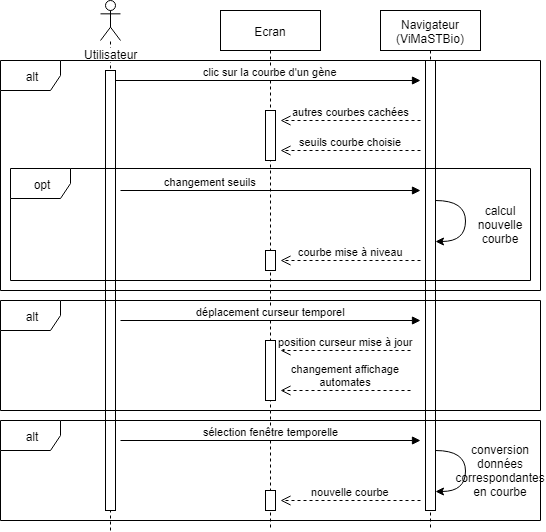 Utilisateur
Ecran
Navigateur
(ViMaSTBio)
alt
clic sur la courbe d'un gène
autres courbes cachées
seuils courbe choisie
opt
changement seuils
calcul
nouvelle
courbe
courbe mise à niveau
alt
déplacement curseur temporel
position curseur mise à jour
changement affichage
automates
alt
sélection fenêtre temporelle
conversion
données
correspondantes
en courbe
nouvelle courbe